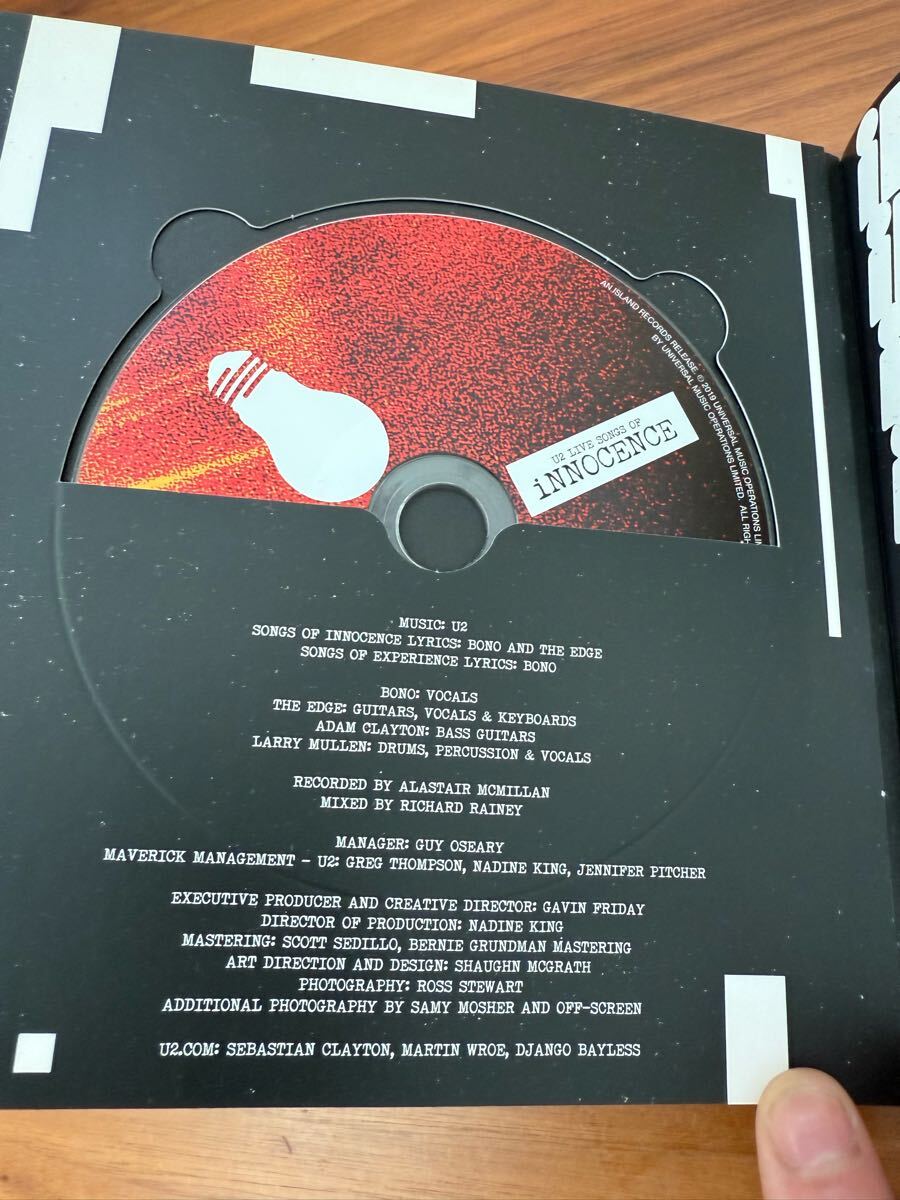 AN ISLAND RECORDS RELEASE. © 2019 UNIVERSAL MUSIC OPERATIONS
BY UNIVERSAL MUSIC OPERATIONS LIMITED. ALL
U2 LIVE SONGS OF
iNNOCENCE
MUSIC: U2
SONGS OF INNOCENCE LYRICS: BONO AND THE EDGE
SONGS OF EXPERIENCE LYRICS: BONO
BONO: VOCALS
THE EDGE: GUITARS, VOCALS & KEYBOARDS
ADAM CLAYTON: BASS GUITARS
LARRY MULLEN: DRUMS, PERCUSSION & VOCALS
RECORDED BY ALASTAIR MCMILLAN
MIXED BY RICHARD RAINEY
MANAGER: GUY OSEARY
MAVERICK MANAGEMENT - U2: GREG THOMPSON, NADINE KING, JENNIFER PITCHER
EXECUTIVE PRODUCER AND CREATIVE DIRECTOR: GAVIN FRIDAY
DIRECTOR OF PRODUCTION: NADINE KING
MASTERING: SCOTT SEDILLO, BERNIE GRUNDMAN MASTERING
ART DIRECTION AND DESIGN: SHAUGHN MCGRATH
PHOTOGRAPHY: ROSS STEWART
ADDITIONAL PHOTOGRAPHY BY SAMY MOSHER AND OFF-SCREEN
U2.COM: SEBASTIAN CLAYTON, MARTIN WROE, DJANGO BAYLESS